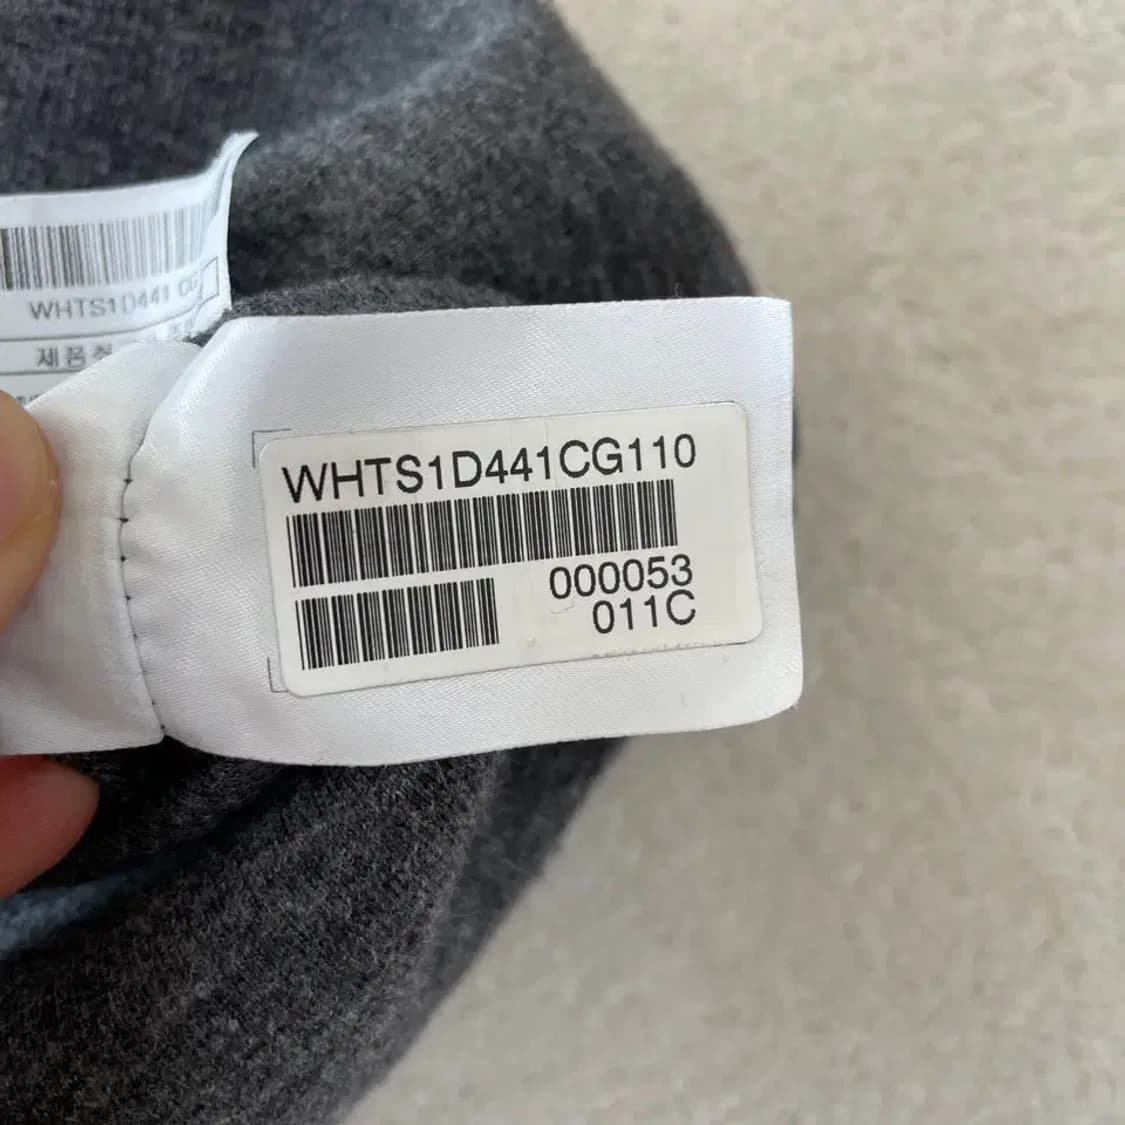 WHTS1D441 CG
제품
WHTS1D441CG110
000053
011C